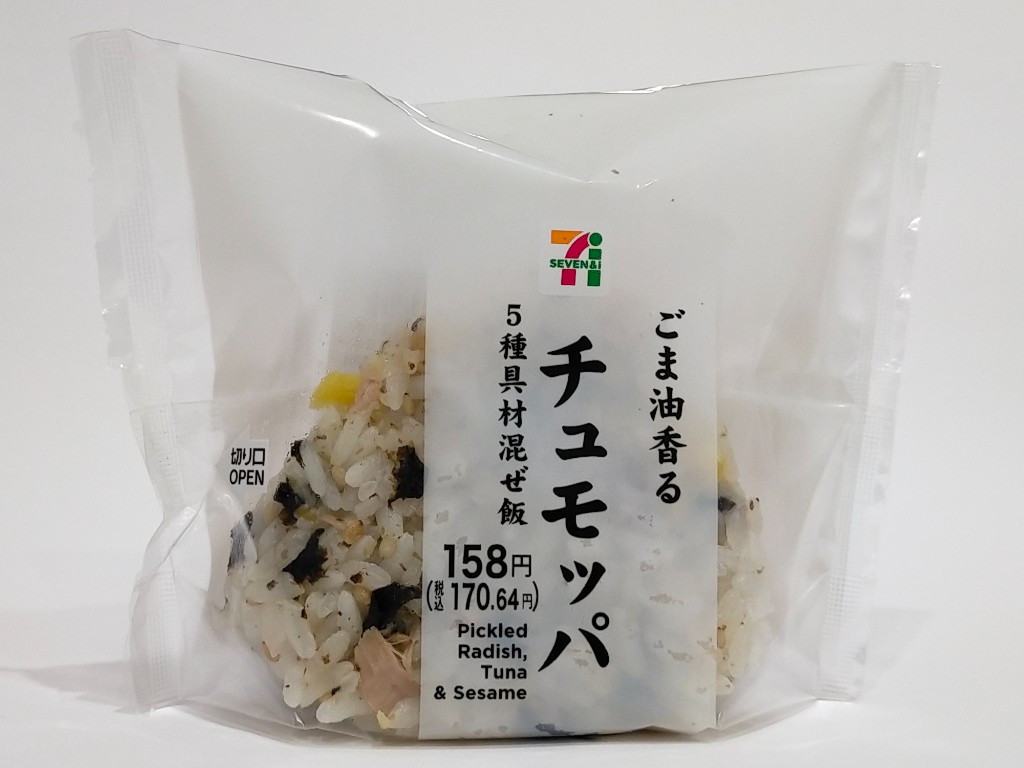 SEVEN&i
ごま油香る
チュモッパ
5種具材混ぜ飯
158円
(税込170.64円)
Pickled
Radish,
Tuna
& Sesame
切り口
OPEN